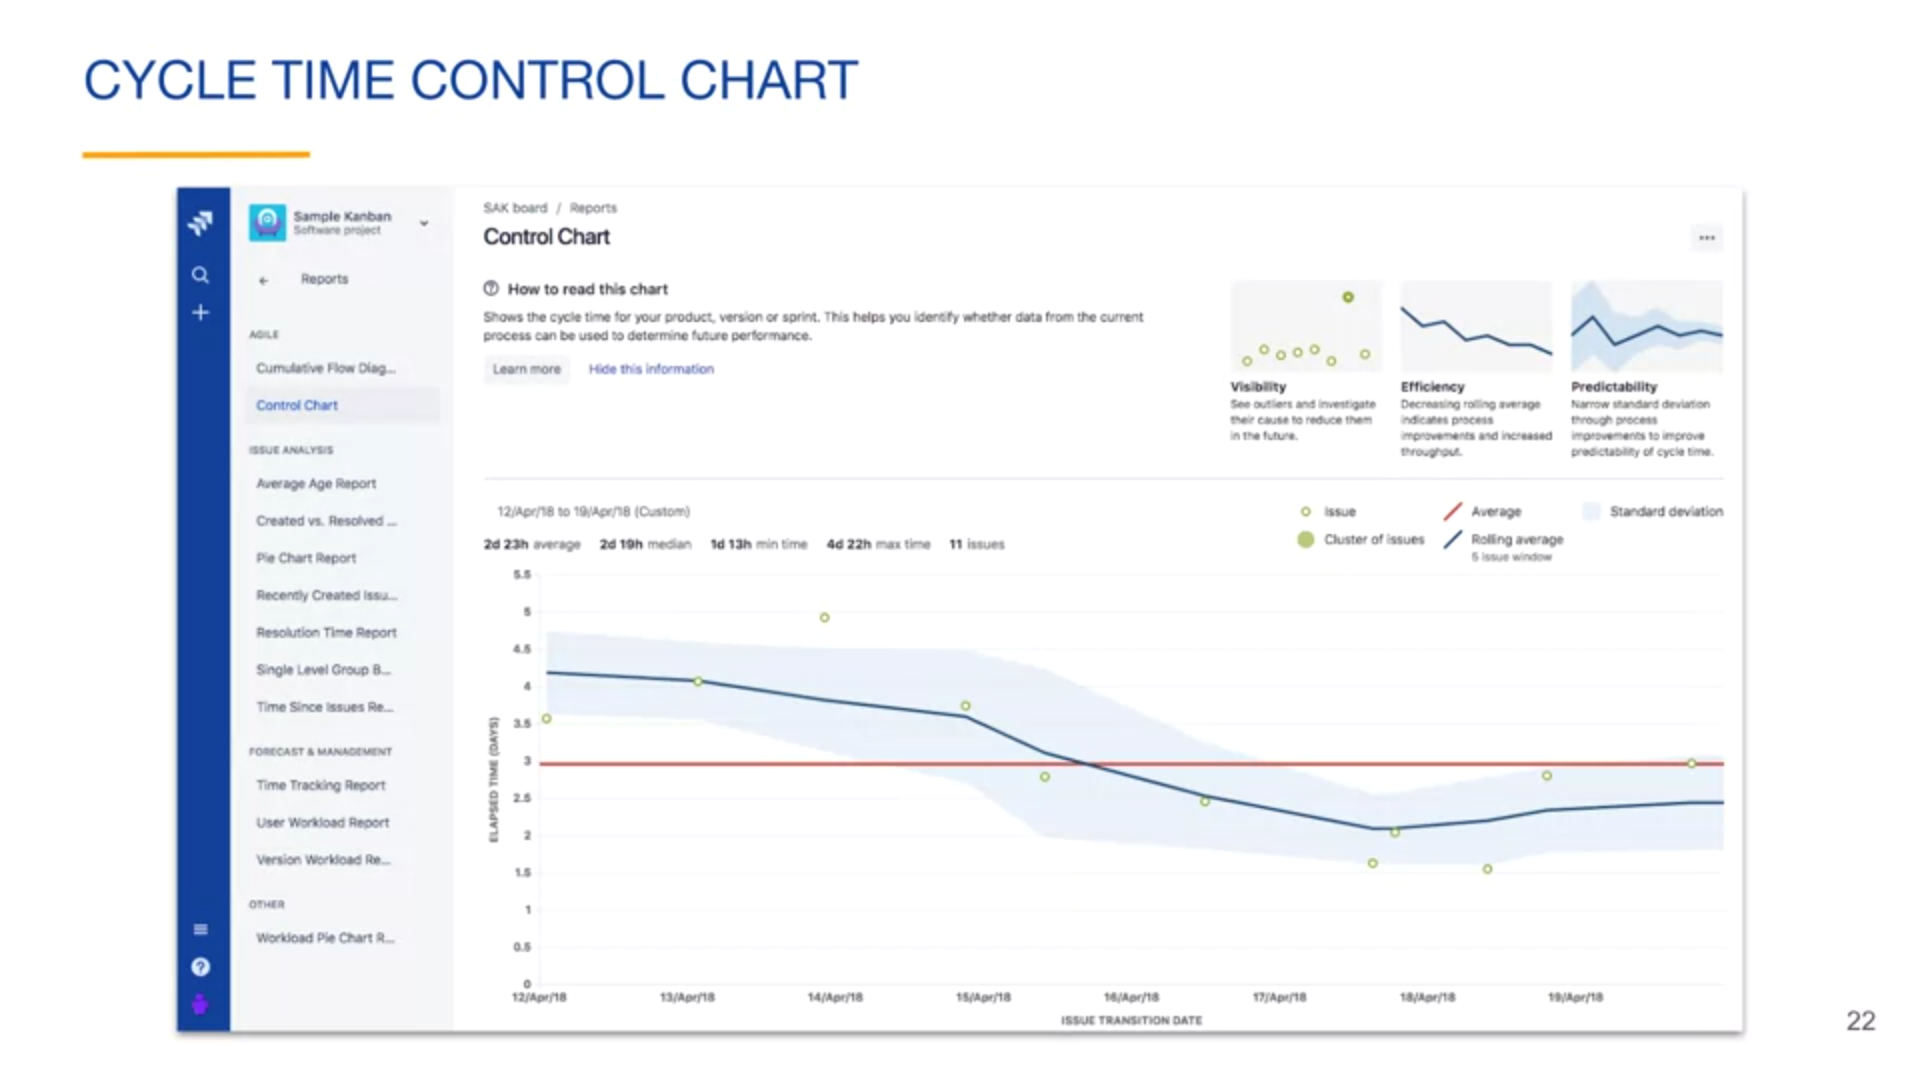 CYCLE TIME CONTROL CHART
Sample Kanban
Software project
Reports
AGILE
Cumulative Flow Diag...
Control Chart
ISSUE ANALYSIS
Average Age Report
Created vs. Resolved ...
Pie Chart Report
Recently Created Issu...
Resolution Time Report
Single Level Group B...
Time Since Issues Re...
FORECAST & MANAGEMENT
Time Tracking Report
User Workload Report
Version Workload Re...
OTHER
Workload Pie Chart R...
SAK board / Reports
Control Chart
How to read this chart
Shows the cycle time for your product, version or sprint. This helps you identify whether data from the current
process can be used to determine future performance.
Learn more Hide this information
Visibility
See outliers and investigate
their cause to reduce them
in the future.
Efficiency
Decreasing rolling average
indicates process
improvements and increased
throughput.
Predictability
Narrow standard deviation
through process
improvements to improve
predictability of cycle time.
12/Apr/18 to 19/Apr/18 (Custom)
2d 23h average 2d 19h median 1d 13h min time 4d 22h max time 11 issues
Issue
Average
Standard deviation
Cluster of issues
Rolling average
5 issue window
5.5
5
4.5
4
3.5
3
2.5
2
1.5
1
0.5
0
ELAPSED TIME (DAYS)
12/Apr/18 13/Apr/18 14/Apr/18 15/Apr/18 16/Apr/18 17/Apr/18 18/Apr/18 19/Apr/18
ISSUE TRANSITION DATE
22